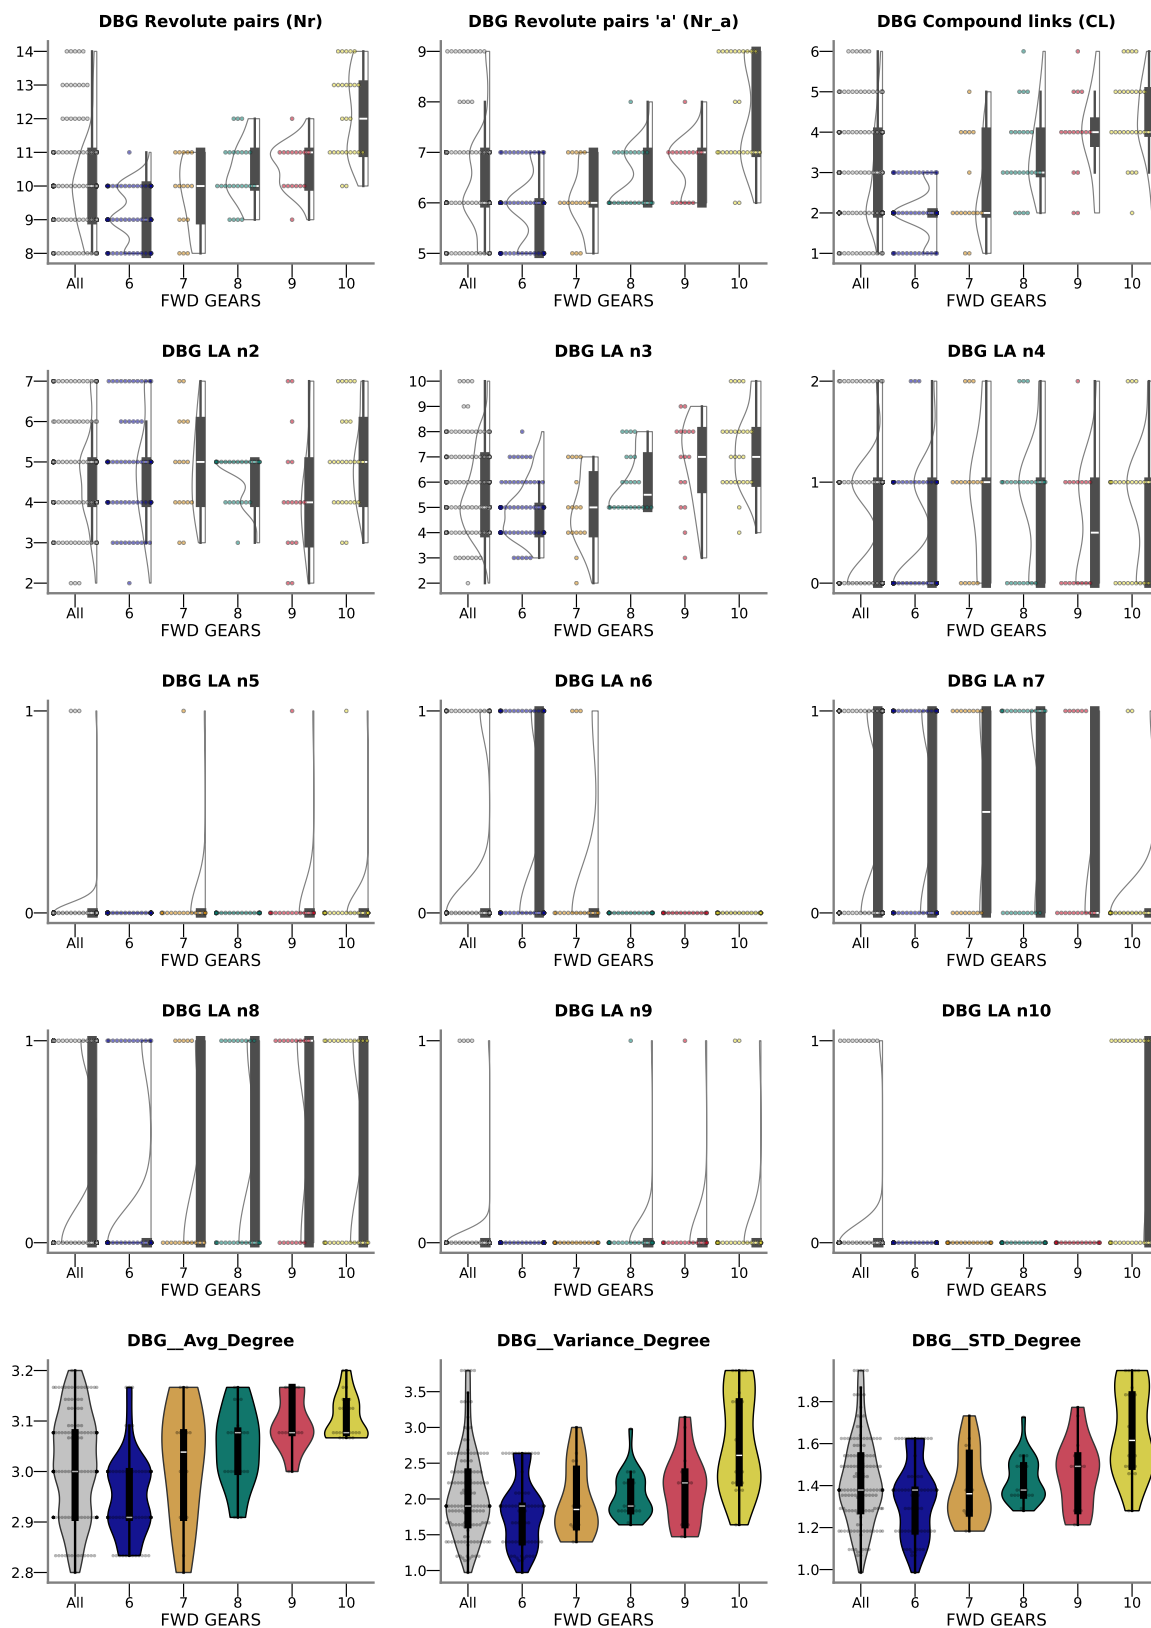 DBG Revolute pairs (Nr)
DBG Revolute pairs 'a' (Nr_a)
DBG Compound links (CL)
14
13
12
11
10
9
8
All 6 7 8 9 10
FWD GEARS
9
8
7
6
5
All 6 7 8 9 10
FWD GEARS
6
5
4
3
2
1
All 6 7 8 9 10
FWD GEARS
DBG LA n2
DBG LA n3
DBG LA n4
7
6
5
4
3
2
All 6 7 8 9 10
FWD GEARS
10
9
8
7
6
5
4
3
2
All 6 7 8 9 10
FWD GEARS
2
1
0
All 6 7 8 9 10
FWD GEARS
DBG LA n5
DBG LA n6
DBG LA n7
1
0
All 6 7 8 9 10
FWD GEARS
1
0
All 6 7 8 9 10
FWD GEARS
1
0
All 6 7 8 9 10
FWD GEARS
DBG LA n8
DBG LA n9
DBG LA n10
1
0
All 6 7 8 9 10
FWD GEARS
1
0
All 6 7 8 9 10
FWD GEARS
1
0
All 6 7 8 9 10
FWD GEARS
DBG__Avg_Degree
DBG__Variance_Degree
DBG__STD_Degree
3.2
3.1
3.0
2.9
2.8
All 6 7 8 9 10
FWD GEARS
3.5
3.0
2.5
2.0
1.5
1.0
All 6 7 8 9 10
FWD GEARS
1.8
1.6
1.4
1.2
1.0
All 6 7 8 9 10
FWD GEARS